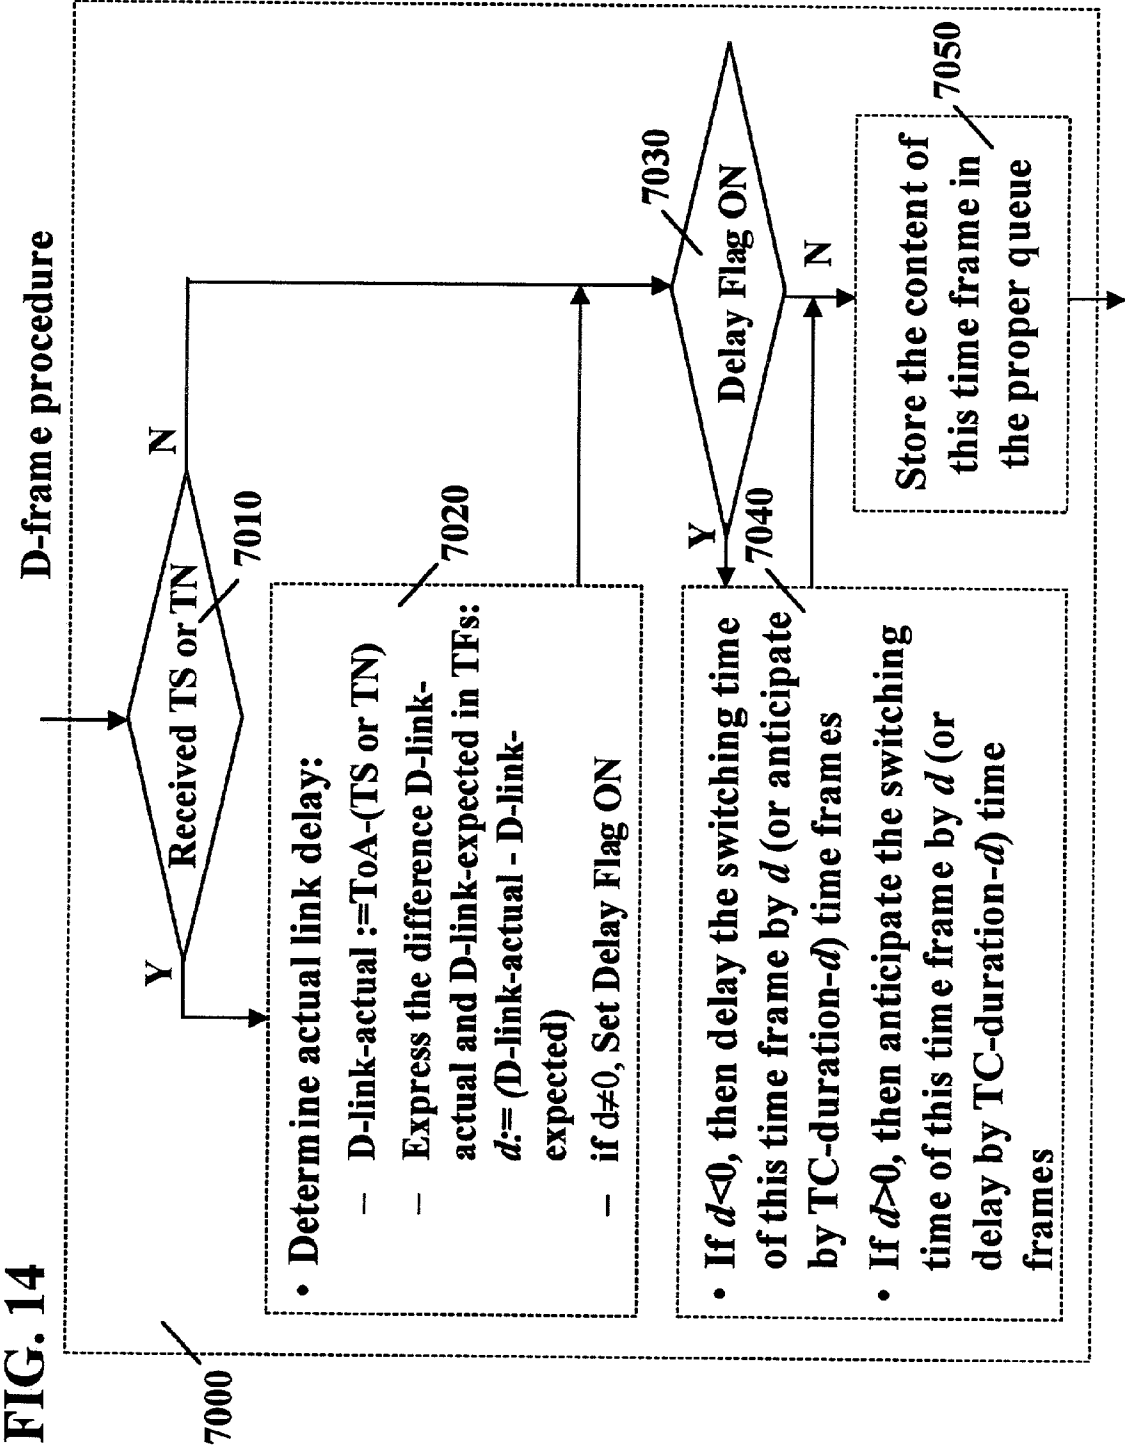 FIG. 14
D-frame procedure
7000
Received TS or TN
7010
Y
N
• Determine actual link delay:
– D-link-actual :=ToA-(TS or TN)
– Express the difference D-link-
actual and D-link-expected in TFs:
d:= (D-link-actual - D-link-
expected)
– if d≠0, Set Delay Flag ON
7020
Delay Flag ON
7030
Y
N
7040
• If d<0, then delay the switching time
of this time frame by d (or anticipate
by TC-duration-d) time frames
• If d>0, then anticipate the switching
time of this time frame by d (or
delay by TC-duration-d) time
frames
Store the content of
this time frame in
the proper queue
7050